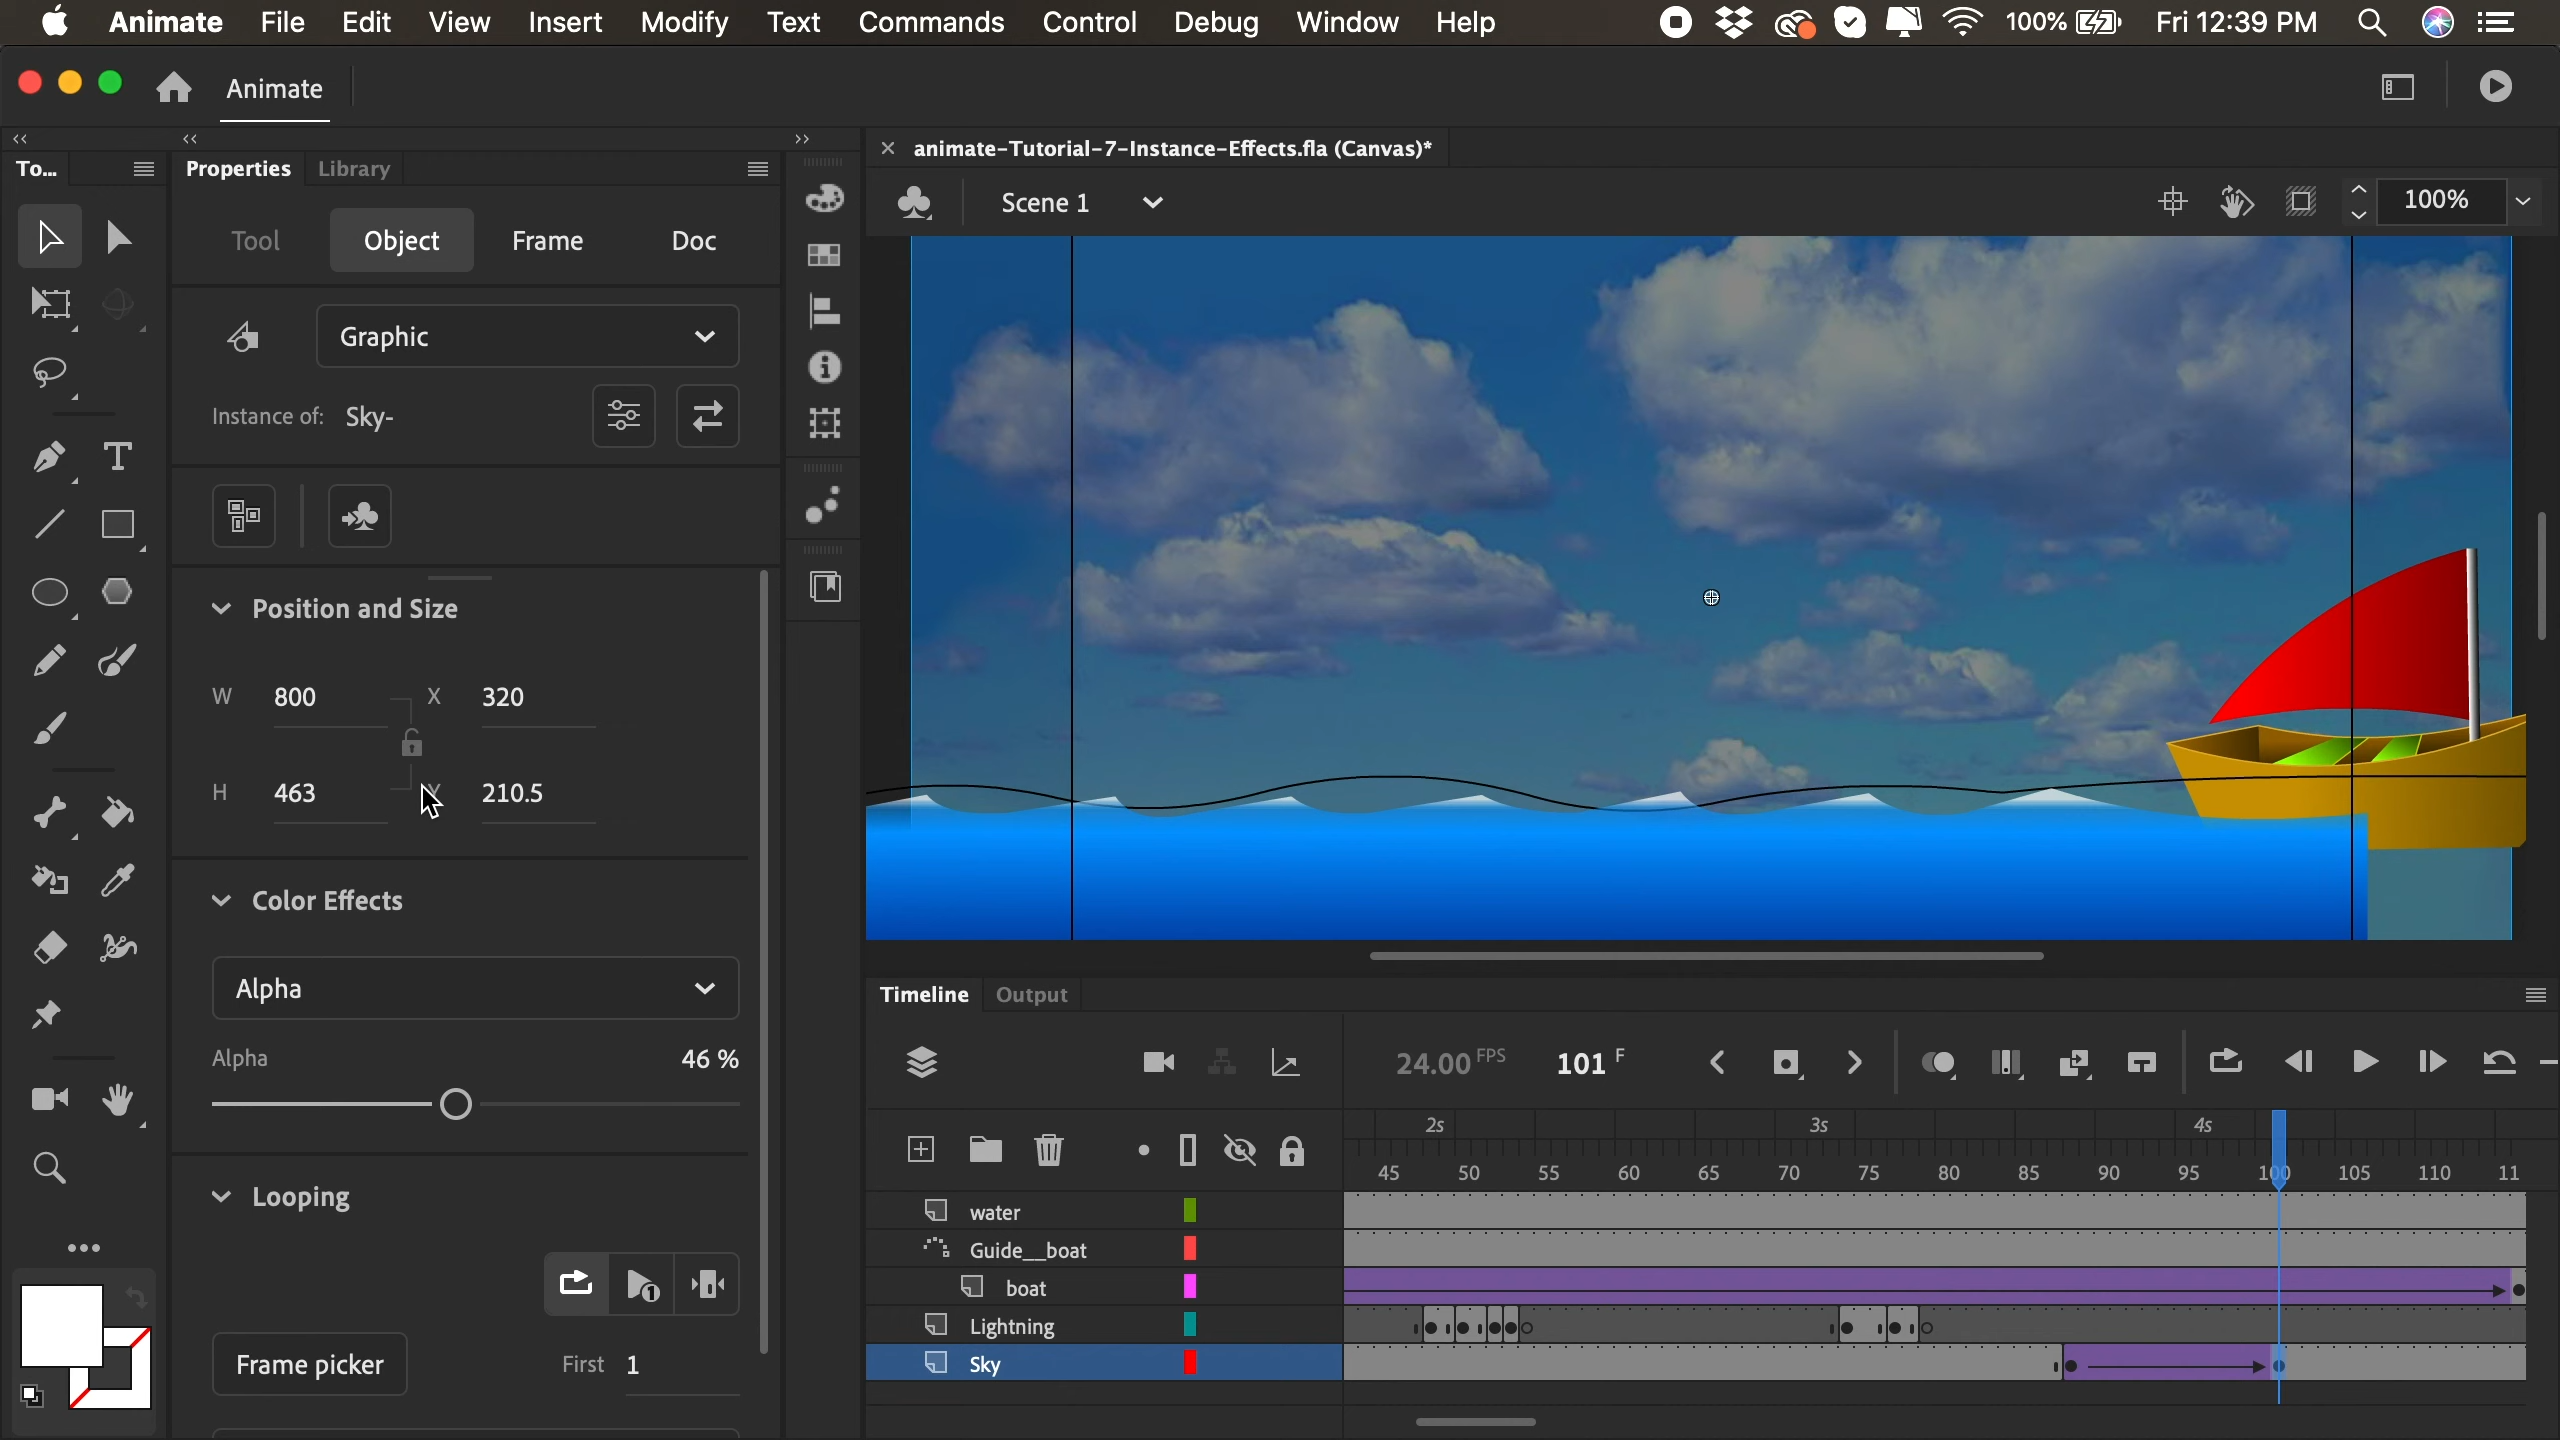 Animate File Edit View Insert Modify Text Commands Control Debug Window Help 100% Fri 12:39 PM
Animate
To... Properties Library
animate-Tutorial-7-Instance-Effects.fla (Canvas)*
Scene 1 100%
Tool Object Frame Doc
Graphic
Instance of: Sky-
Position and Size
W 800 X 320
H 463 Y 210.5
Color Effects
Alpha
Alpha 46 %
Looping
Frame picker First 1
Timeline Output
24.00 FPS 101 F
2s 3s 4s
45 50 55 60 65 70 75 80 85 90 95 100 105 110 11
water
Guide__boat
boat
Lightning
Sky